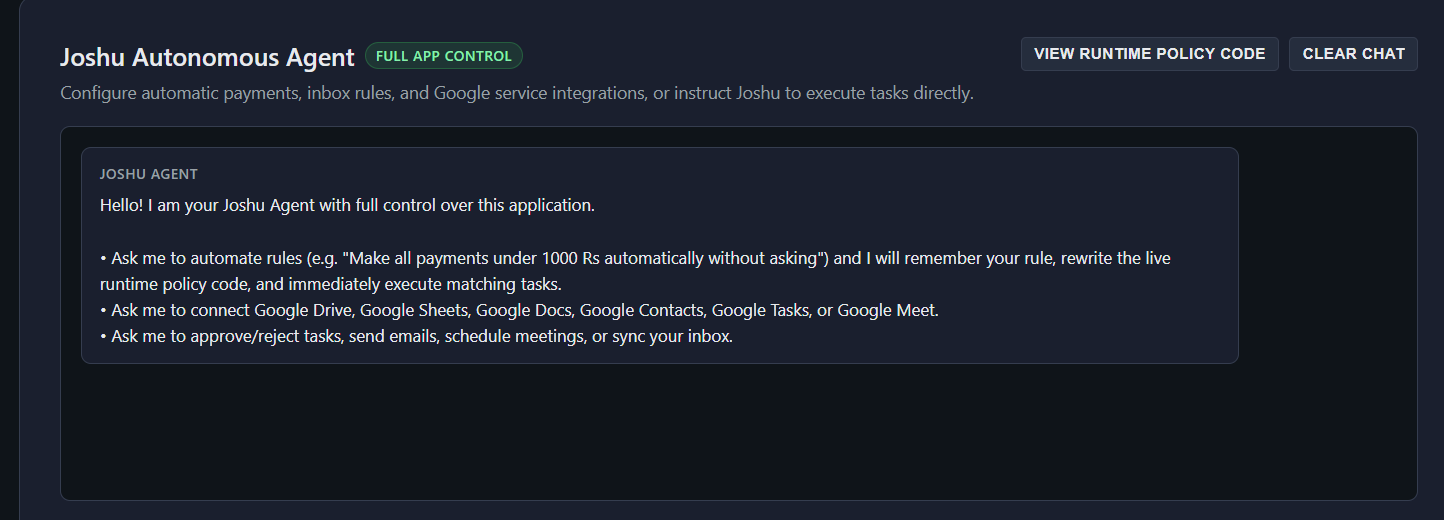 Joshu Autonomous Agent
FULL APP CONTROL
VIEW RUNTIME POLICY CODE
CLEAR CHAT
Configure automatic payments, inbox rules, and Google service integrations, or instruct Joshu to execute tasks directly.
JOSHU AGENT
Hello! I am your Joshu Agent with full control over this application.
• Ask me to automate rules (e.g. "Make all payments under 1000 Rs automatically without asking") and I will remember your rule, rewrite the live
runtime policy code, and immediately execute matching tasks.
• Ask me to connect Google Drive, Google Sheets, Google Docs, Google Contacts, Google Tasks, or Google Meet.
• Ask me to approve/reject tasks, send emails, schedule meetings, or sync your inbox.